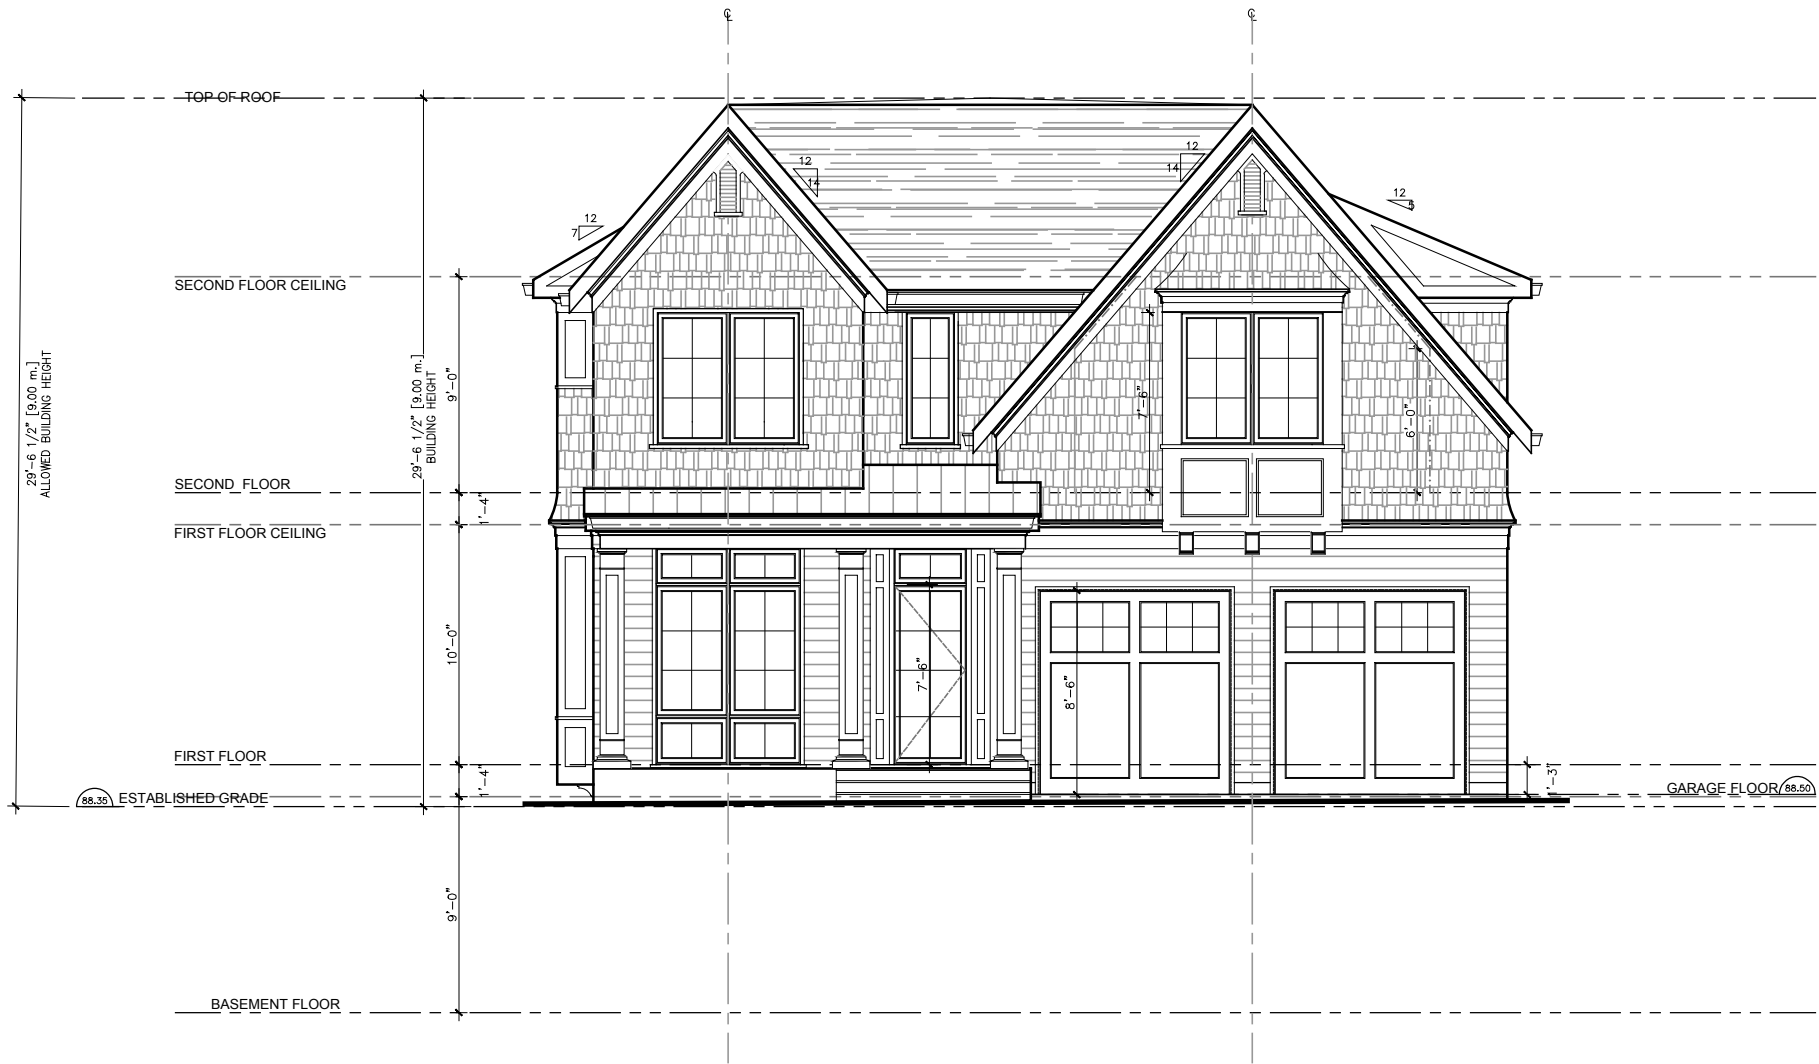 ℄
℄
TOP OF ROOF
12
14
12
14
12
5
12
7
SECOND FLOOR CEILING
29'-6 1/2" [9.00 m.]
ALLOWED BUILDING HEIGHT
29'-6 1/2" [9.00 m.]
BUILDING HEIGHT
9'-0"
7'-6"
6'-0"
SECOND FLOOR
1'-4"
FIRST FLOOR CEILING
10'-0"
7'-6"
8'-6"
FIRST FLOOR
1'-4"
1'-3"
88.35 ESTABLISHED GRADE
GARAGE FLOOR 88.50
9'-0"
BASEMENT FLOOR